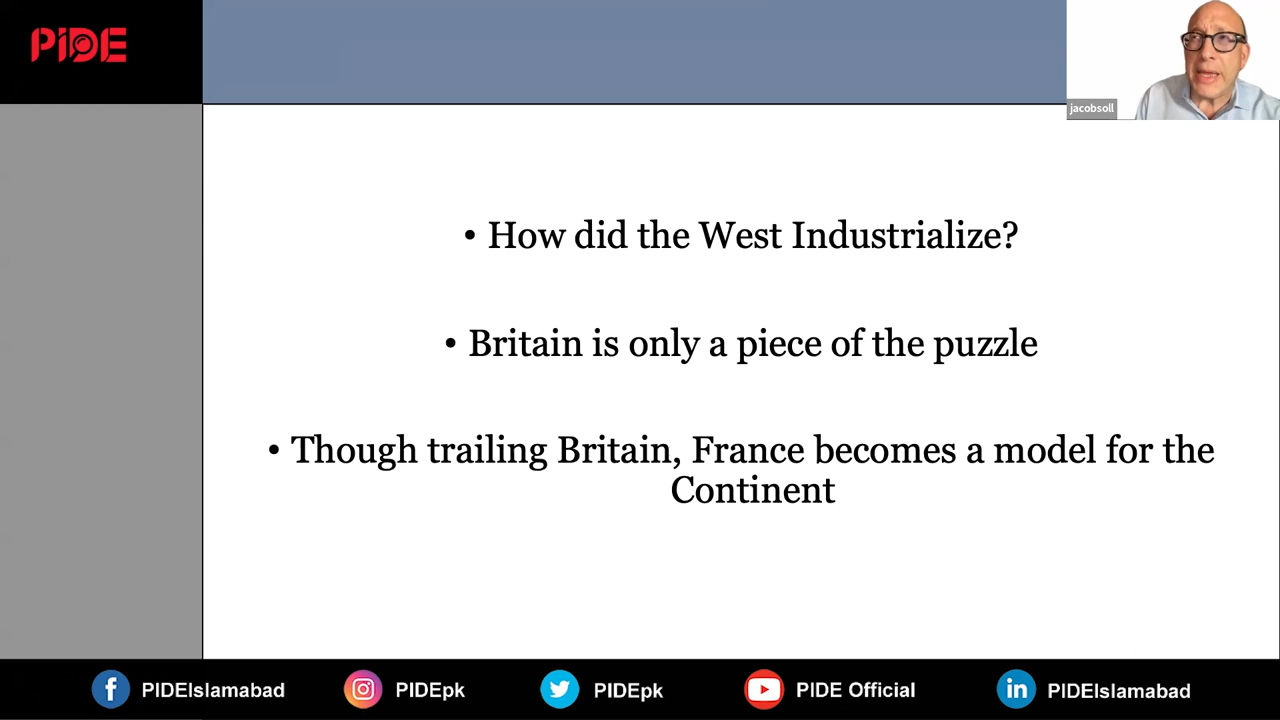 PIDE
jacobsoll
• How did the West Industrialize?
• Britain is only a piece of the puzzle
• Though trailing Britain, France becomes a model for the
Continent
PIDEIslamabad
PIDEpk
PIDEpk
PIDE Official
PIDEIslamabad